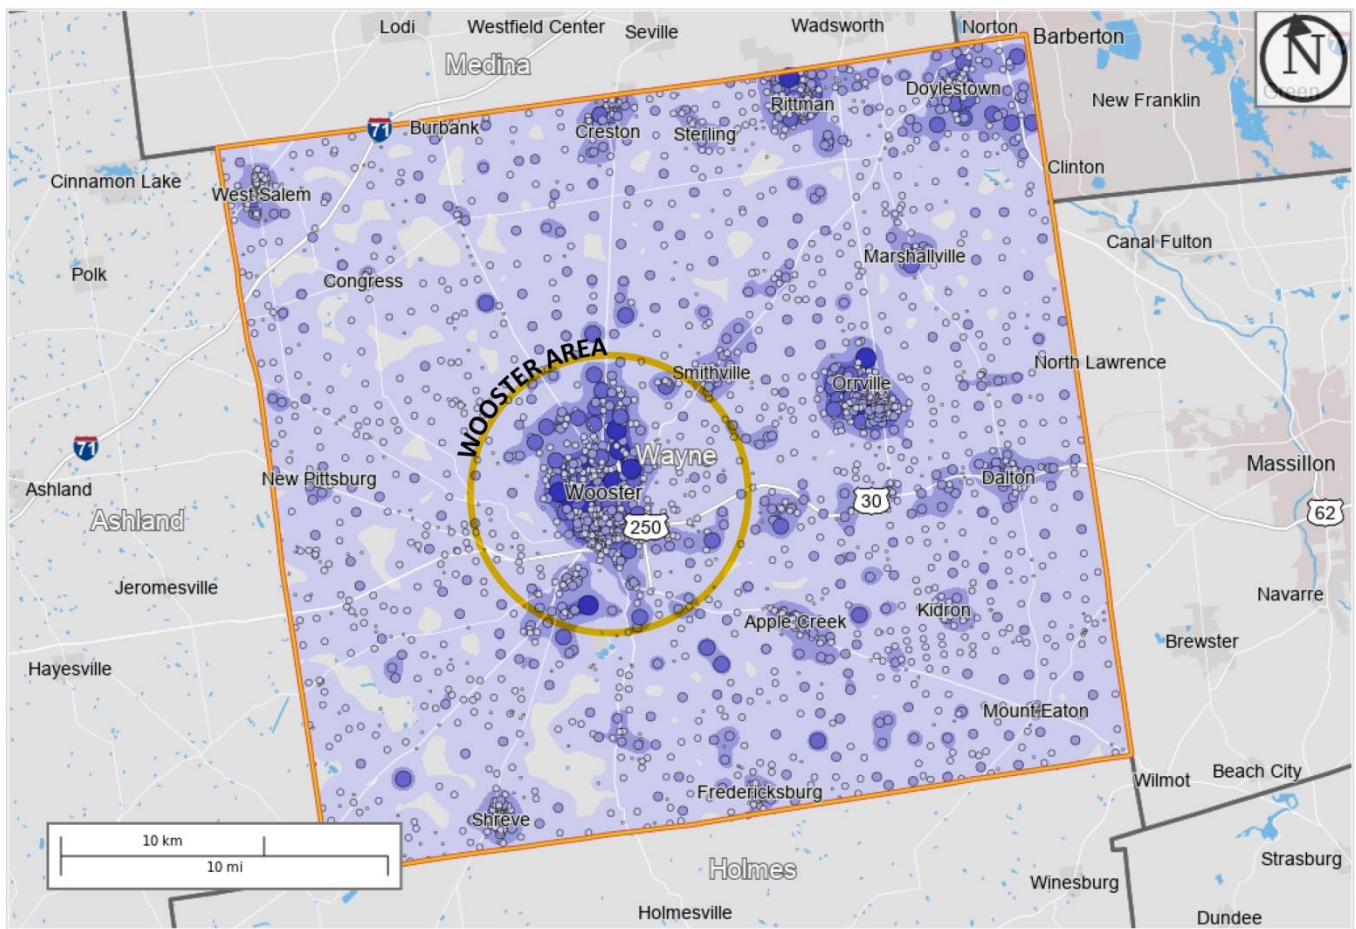 Lodi
Westfield Center
Seville
Wadsworth
Norton
Barberton
N
Medina
Doylestown
New Franklin
Green
71
Burbank
Creston
Sterling
Rittman
Clinton
Cinnamon Lake
West Salem
Canal Fulton
Marshallville
Polk
Congress
WOOSTER AREA
Smithville
Orrville
North Lawrence
71
Wayne
Massillon
New Pittsburg
Dalton
Ashland
Wooster
30
62
Ashland
250
Jeromesville
Navarre
Apple Creek
Kidron
Brewster
Hayesville
Mount Eaton
Wilmot
Beach City
Fredericksburg
Shreve
10 km
10 mi
Holmes
Strasburg
Winesburg
Holmesville
Dundee